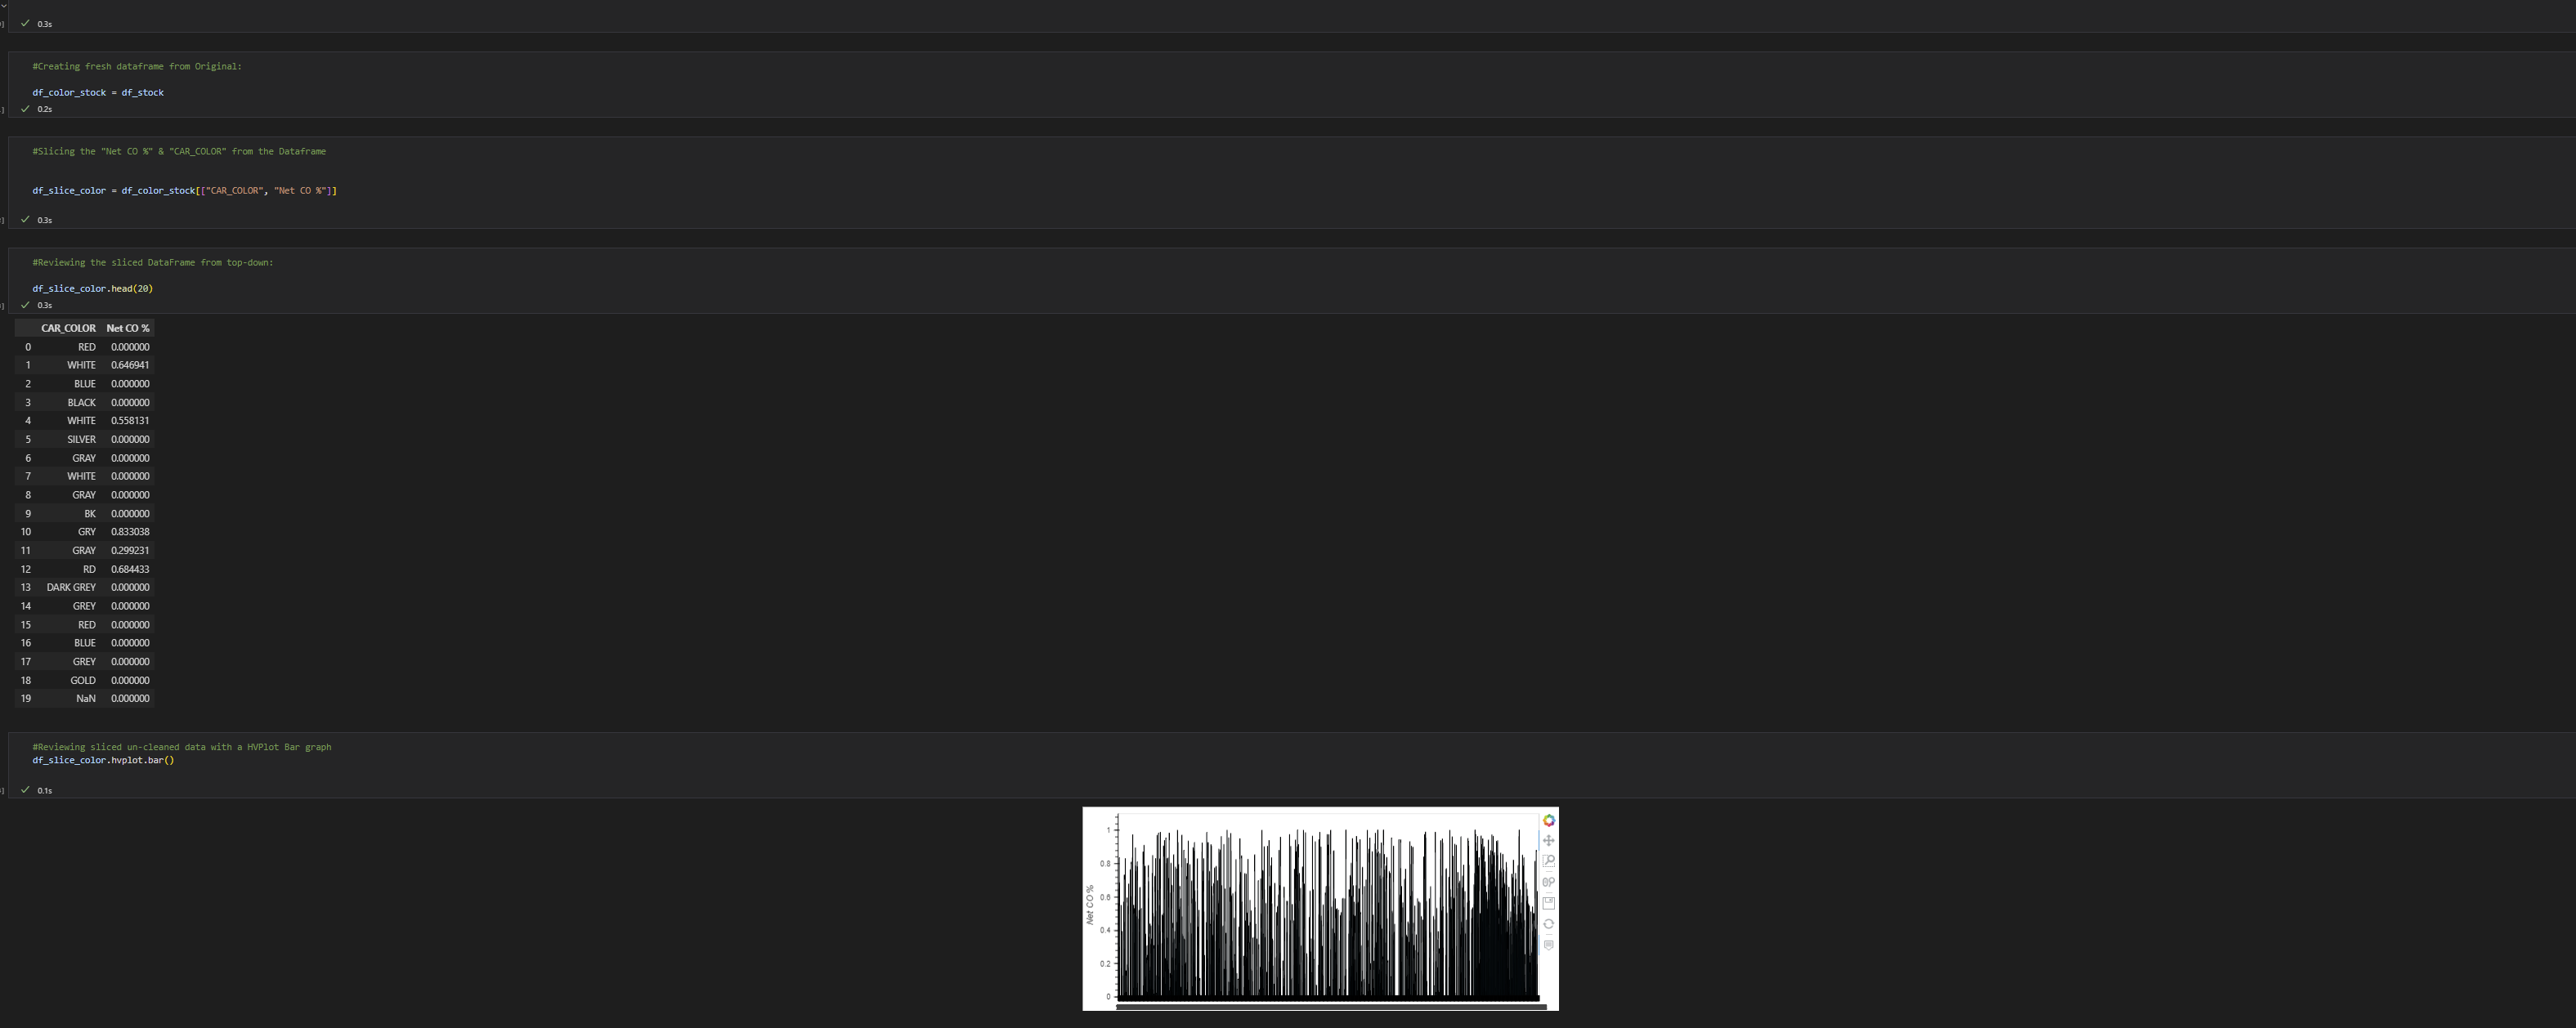 0.3s
#Creating fresh dataframe from Original:
df_color_stock = df_stock
0.2s
#Slicing the "Net CO %" & "CAR_COLOR" from the Dataframe
df_slice_color = df_color_stock[["CAR_COLOR", "Net CO %"]]
0.3s
#Reviewing the sliced DataFrame from top-down:
df_slice_color.head(20)
0.3s
CAR_COLOR Net CO %
0 RED 0.000000
1 WHITE 0.646941
2 BLUE 0.000000
3 BLACK 0.000000
4 WHITE 0.558131
5 SILVER 0.000000
6 GRAY 0.000000
7 WHITE 0.000000
8 GRAY 0.000000
9 BK 0.000000
10 GRY 0.833038
11 GRAY 0.299231
12 RD 0.684433
13 DARK GREY 0.000000
14 GREY 0.000000
15 RED 0.000000
16 BLUE 0.000000
17 GREY 0.000000
18 GOLD 0.000000
19 NaN 0.000000
#Reviewing sliced un-cleaned data with a HVPlot Bar graph
df_slice_color.hvplot.bar()
0.1s
Net CO %
1
0.8
0.6
0.4
0.2
0